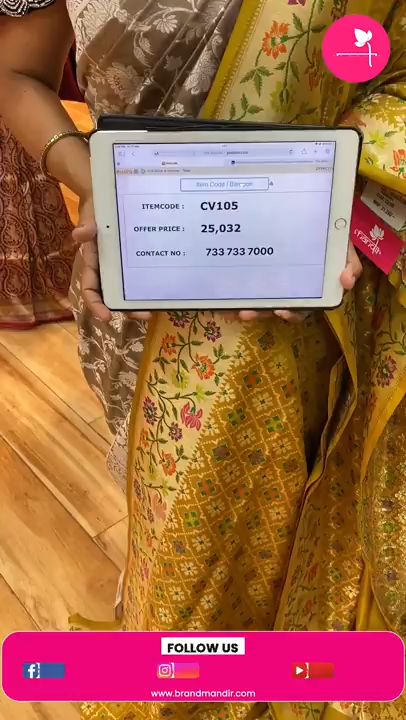 Item Code / Barcode
ITEMCODE : CV105
OFFER PRICE : 25,032
CONTACT NO : 733 733 7000
FOLLOW US
www.brandmandir.com